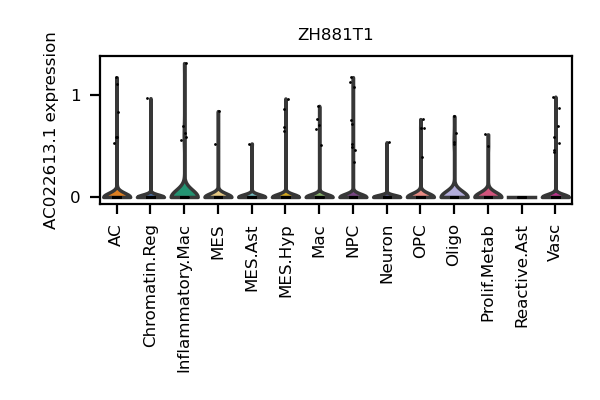 ZH881T1
AC022613.1 expression
1
0
AC
Chromatin.Reg
Inflammatory.Mac
MES
MES.Ast
MES.Hyp
Mac
NPC
Neuron
OPC
Oligo
Prolif.Metab
Reactive.Ast
Vasc